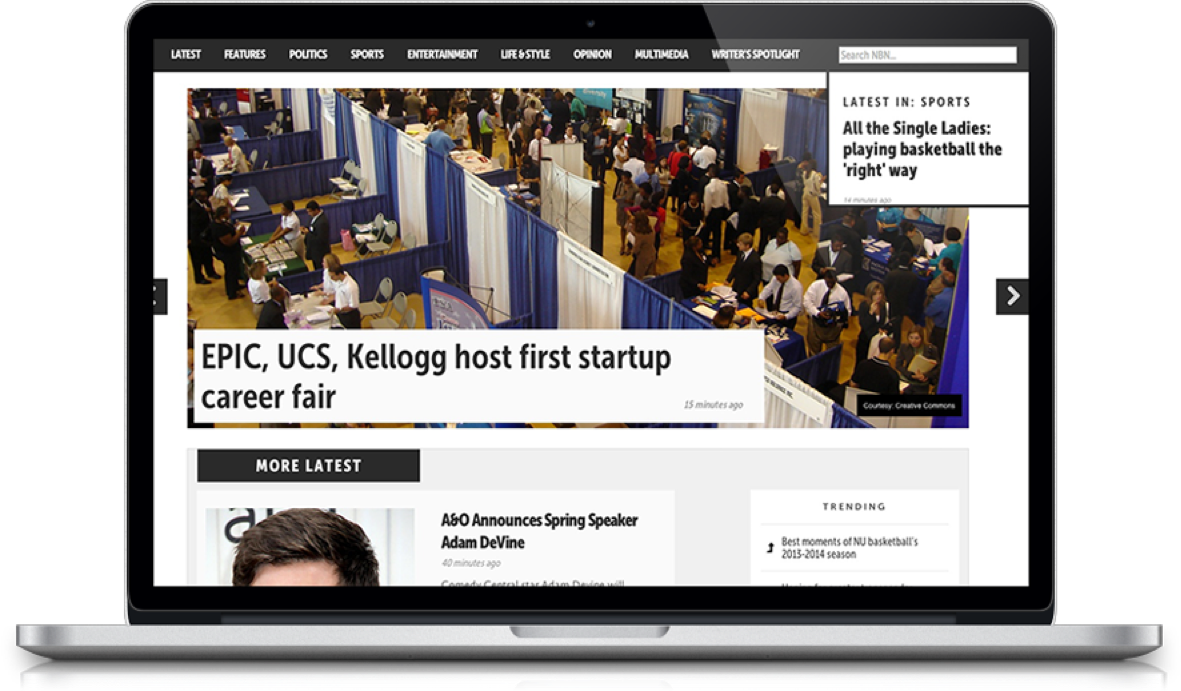 LATEST
FEATURES
POLITICS
SPORTS
ENTERTAINMENT
LIFE & STYLE
OPINION
MULTIMEDIA
WRITER'S SPOTLIGHT
Search NBN...
LATEST IN: SPORTS
All the Single Ladies:
playing basketball the
'right' way
14 minutes ago
EPIC, UCS, Kellogg host first startup
career fair
15 minutes ago
Courtesy: Creative Commons
MORE LATEST
A&O Announces Spring Speaker
Adam DeVine
40 minutes ago
Comedy Central star Adam Devine will
TRENDING
Best moments of NU basketball's
2013-2014 season